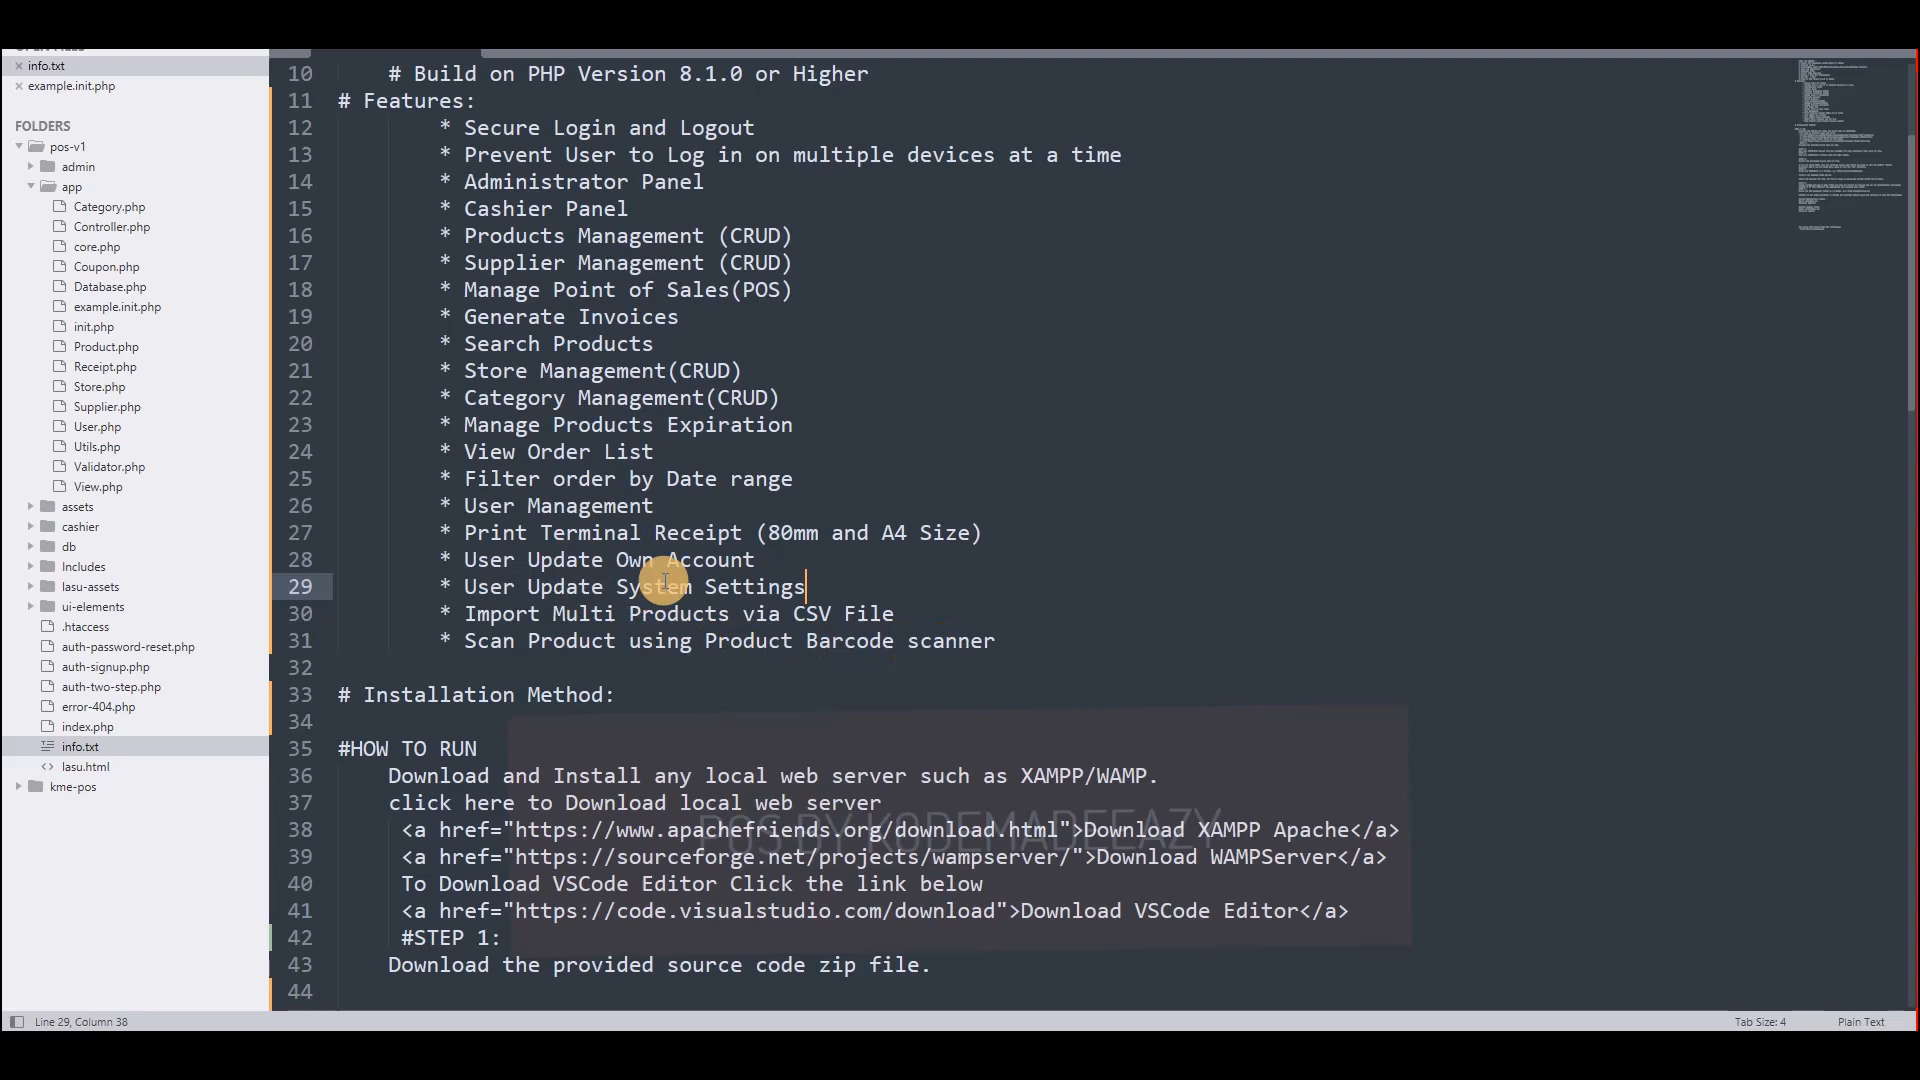 info.txt
example.init.php
FOLDERS
pos-v1
admin
app
Category.php
Controller.php
core.php
Coupon.php
Database.php
example.init.php
init.php
Product.php
Receipt.php
Store.php
Supplier.php
User.php
Utils.php
Validator.php
View.php
assets
cashier
db
Includes
lasu-assets
ui-elements
.htaccess
auth-password-reset.php
auth-signup.php
auth-two-step.php
error-404.php
index.php
info.txt
lasu.html
kme-pos
10 # Build on PHP Version 8.1.0 or Higher
11 # Features:
12 * Secure Login and Logout
13 * Prevent User to Log in on multiple devices at a time
14 * Administrator Panel
15 * Cashier Panel
16 * Products Management (CRUD)
17 * Supplier Management (CRUD)
18 * Manage Point of Sales(POS)
19 * Generate Invoices
20 * Search Products
21 * Store Management(CRUD)
22 * Category Management(CRUD)
23 * Manage Products Expiration
24 * View Order List
25 * Filter order by Date range
26 * User Management
27 * Print Terminal Receipt (80mm and A4 Size)
28 * User Update Own Account
29 * User Update System Settings
30 * Import Multi Products via CSV File
31 * Scan Product using Product Barcode scanner
32
33 # Installation Method:
34
35 #HOW TO RUN
36 Download and Install any local web server such as XAMPP/WAMP.
37 click here to Download local web server
38 <a href="https://www.apachefriends.org/download.html">Download XAMPP Apache</a>
39 <a href="https://sourceforge.net/projects/wampserver/">Download WAMPServer</a>
40 To Download VSCode Editor Click the link below
41 <a href="https://code.visualstudio.com/download">Download VSCode Editor</a>
42 #STEP 1:
43 Download the provided source code zip file.
44
POS BY KODEMADEEAZY
Line 29, Column 38
Tab Size: 4
Plain Text